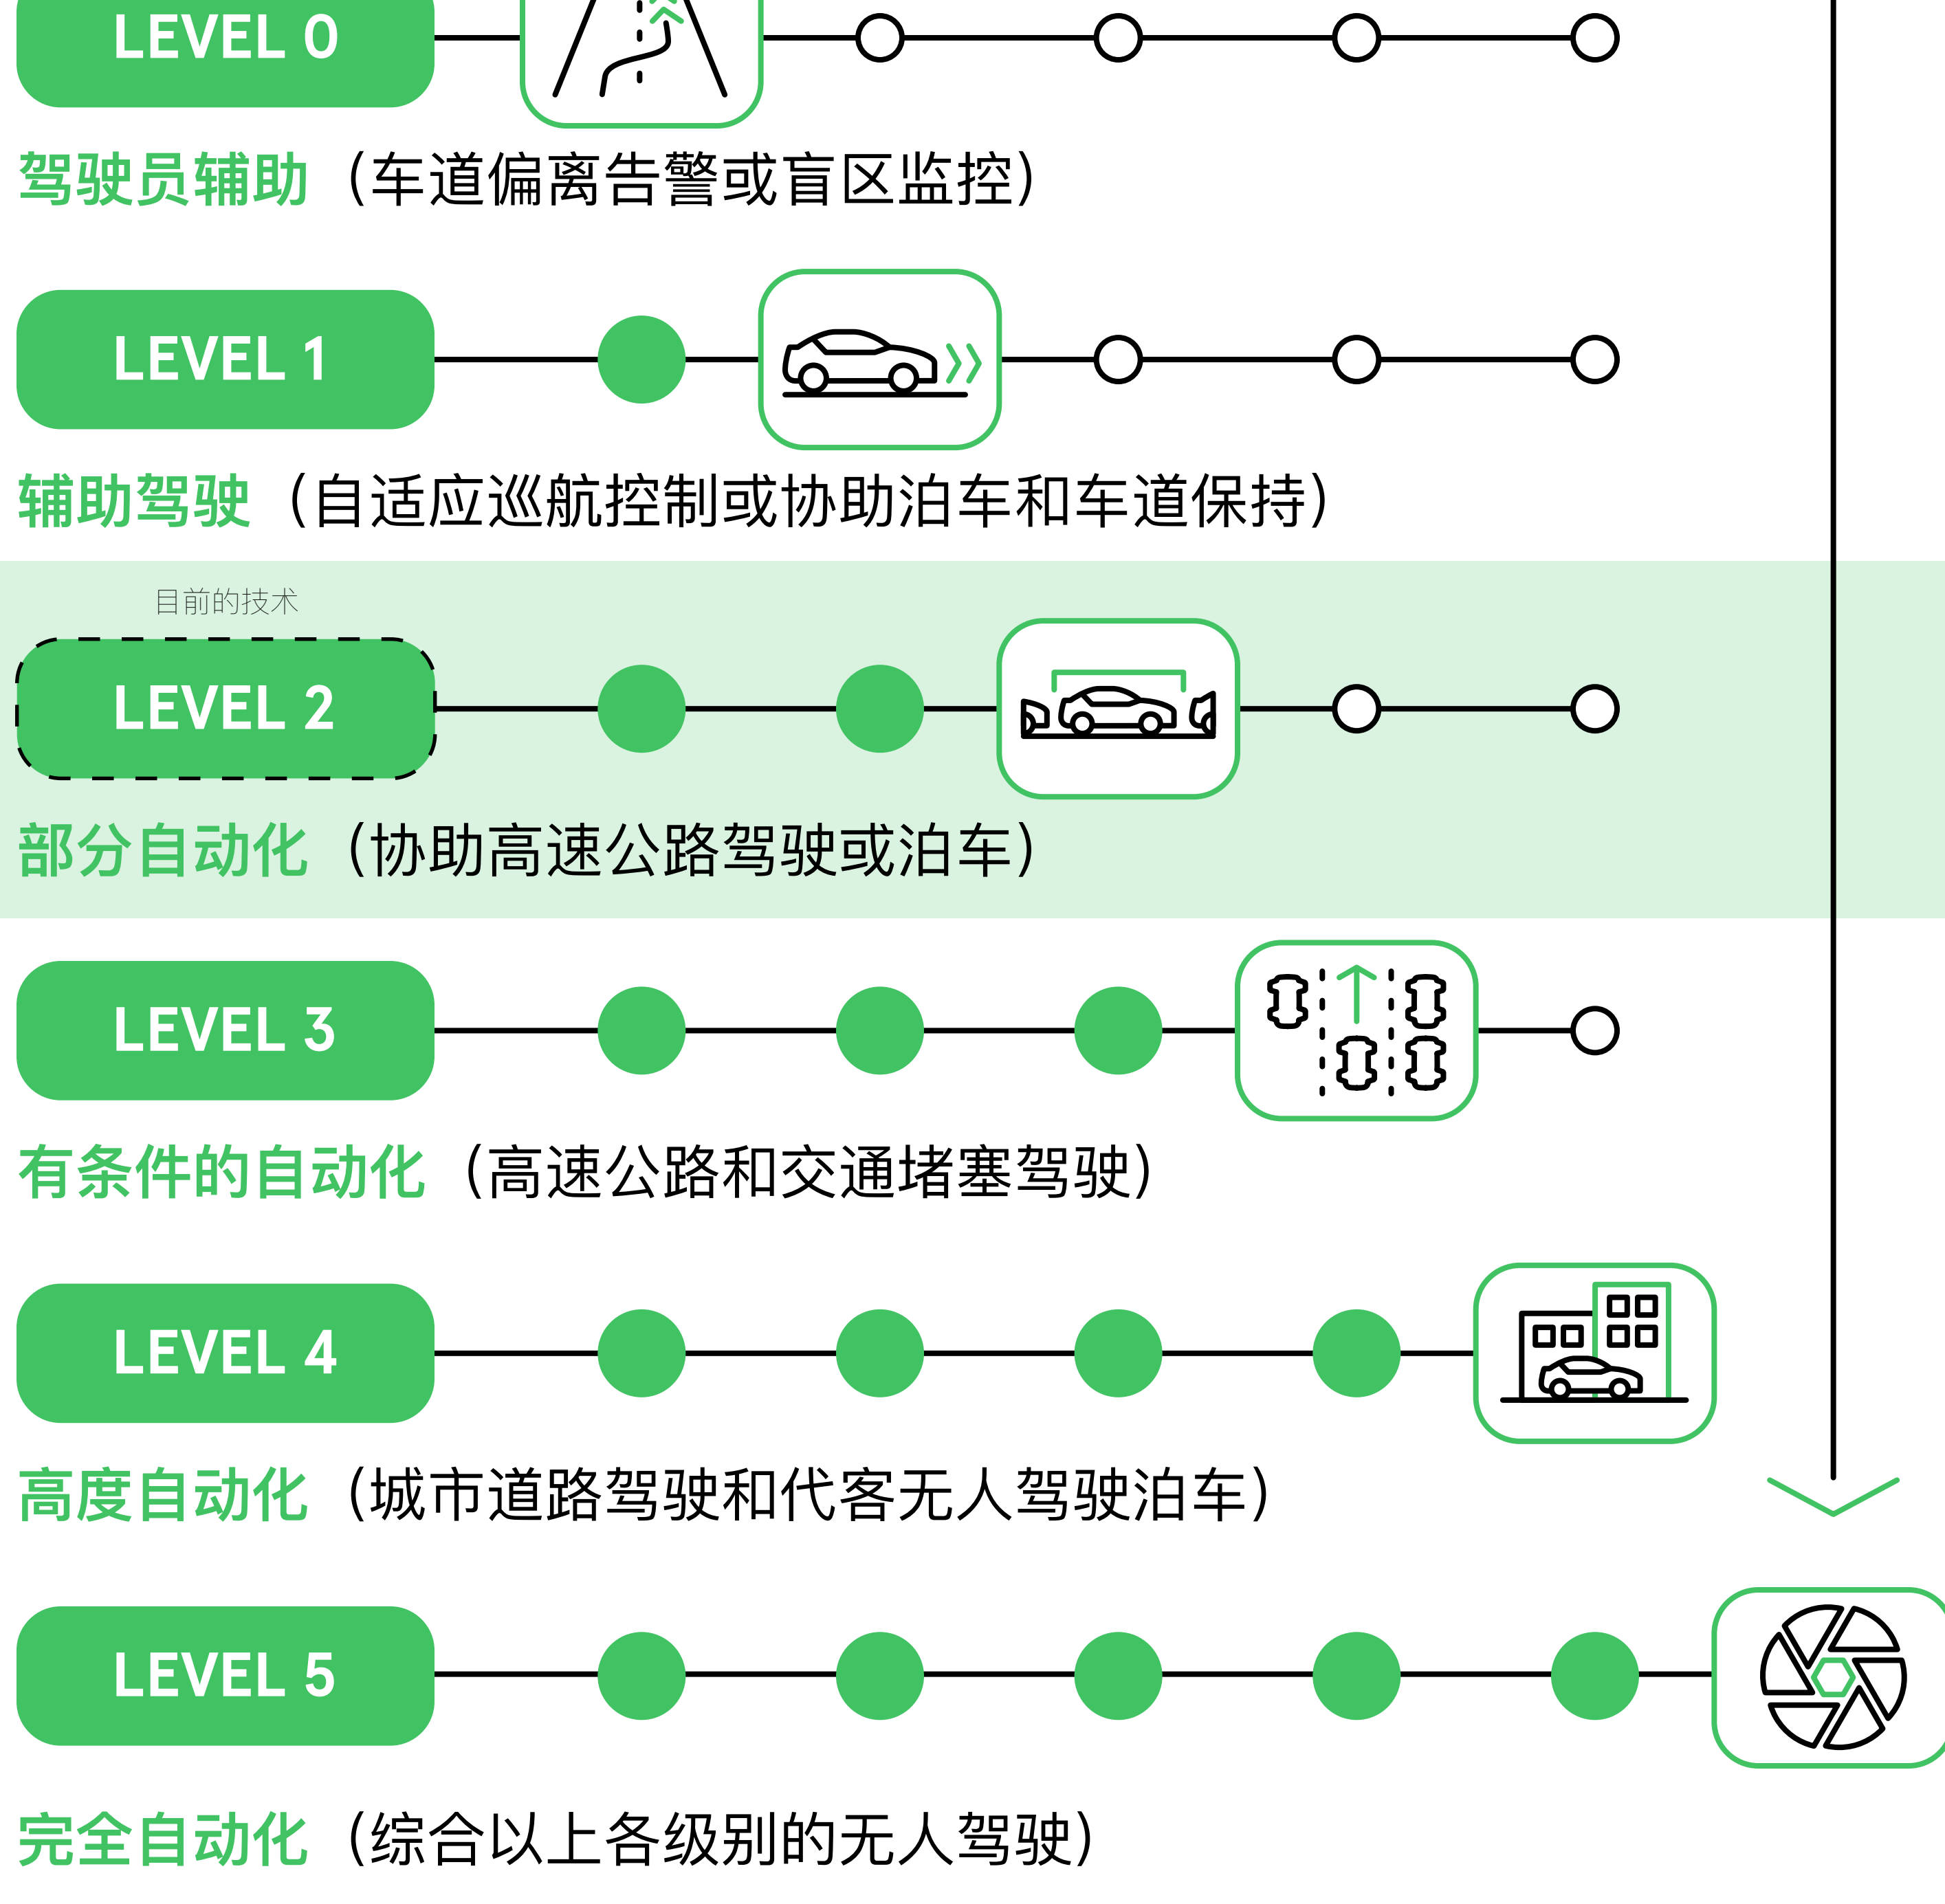 LEVEL 0
驾驶员辅助 (车道偏离告警或盲区监控)
LEVEL 1
辅助驾驶 (自适应巡航控制或协助泊车和车道保持)
目前的技术
LEVEL 2
部分自动化 (协助高速公路驾驶或泊车)
LEVEL 3
有条件的自动化 (高速公路和交通堵塞驾驶)
LEVEL 4
高度自动化 (城市道路驾驶和代客无人驾驶泊车)
LEVEL 5
完全自动化 (综合以上各级别的无人驾驶)